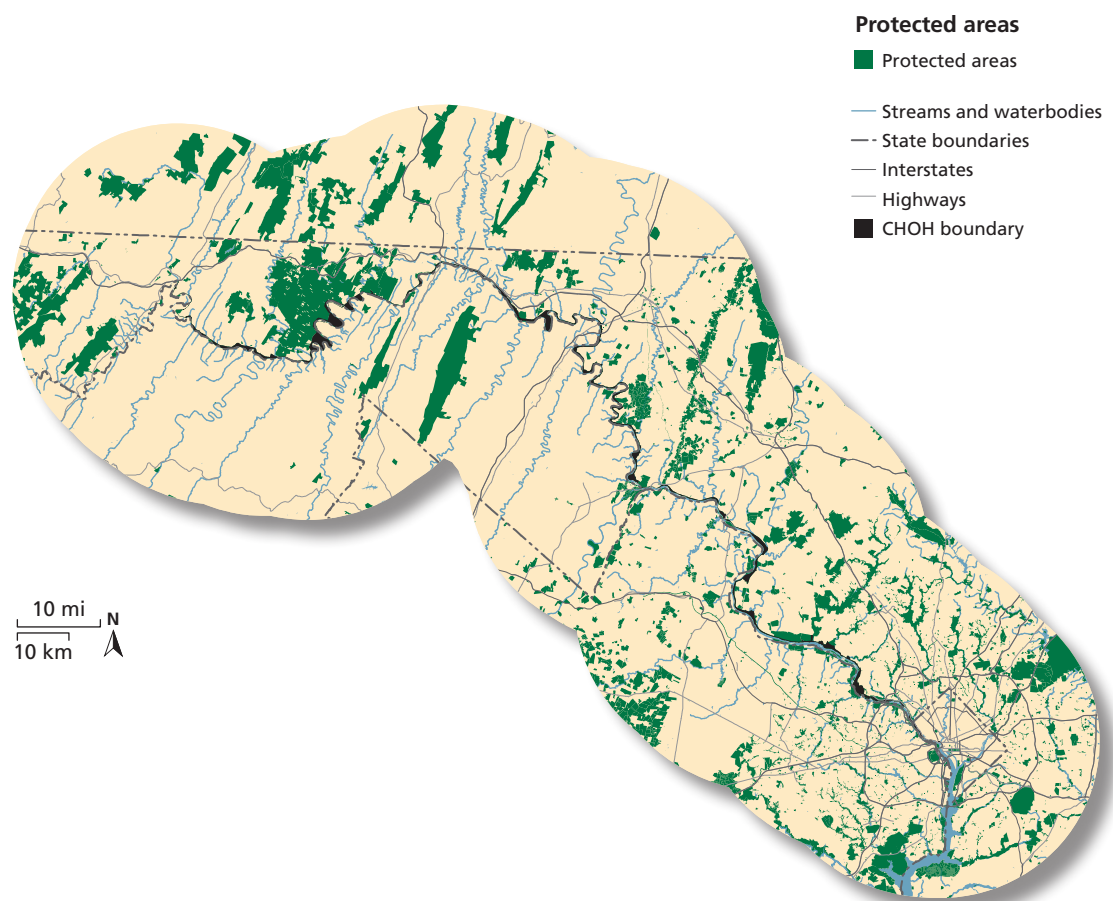 Protected areas
Protected areas
Streams and waterbodies
State boundaries
Interstates
Highways
CHOH boundary
10 mi
N
10 km